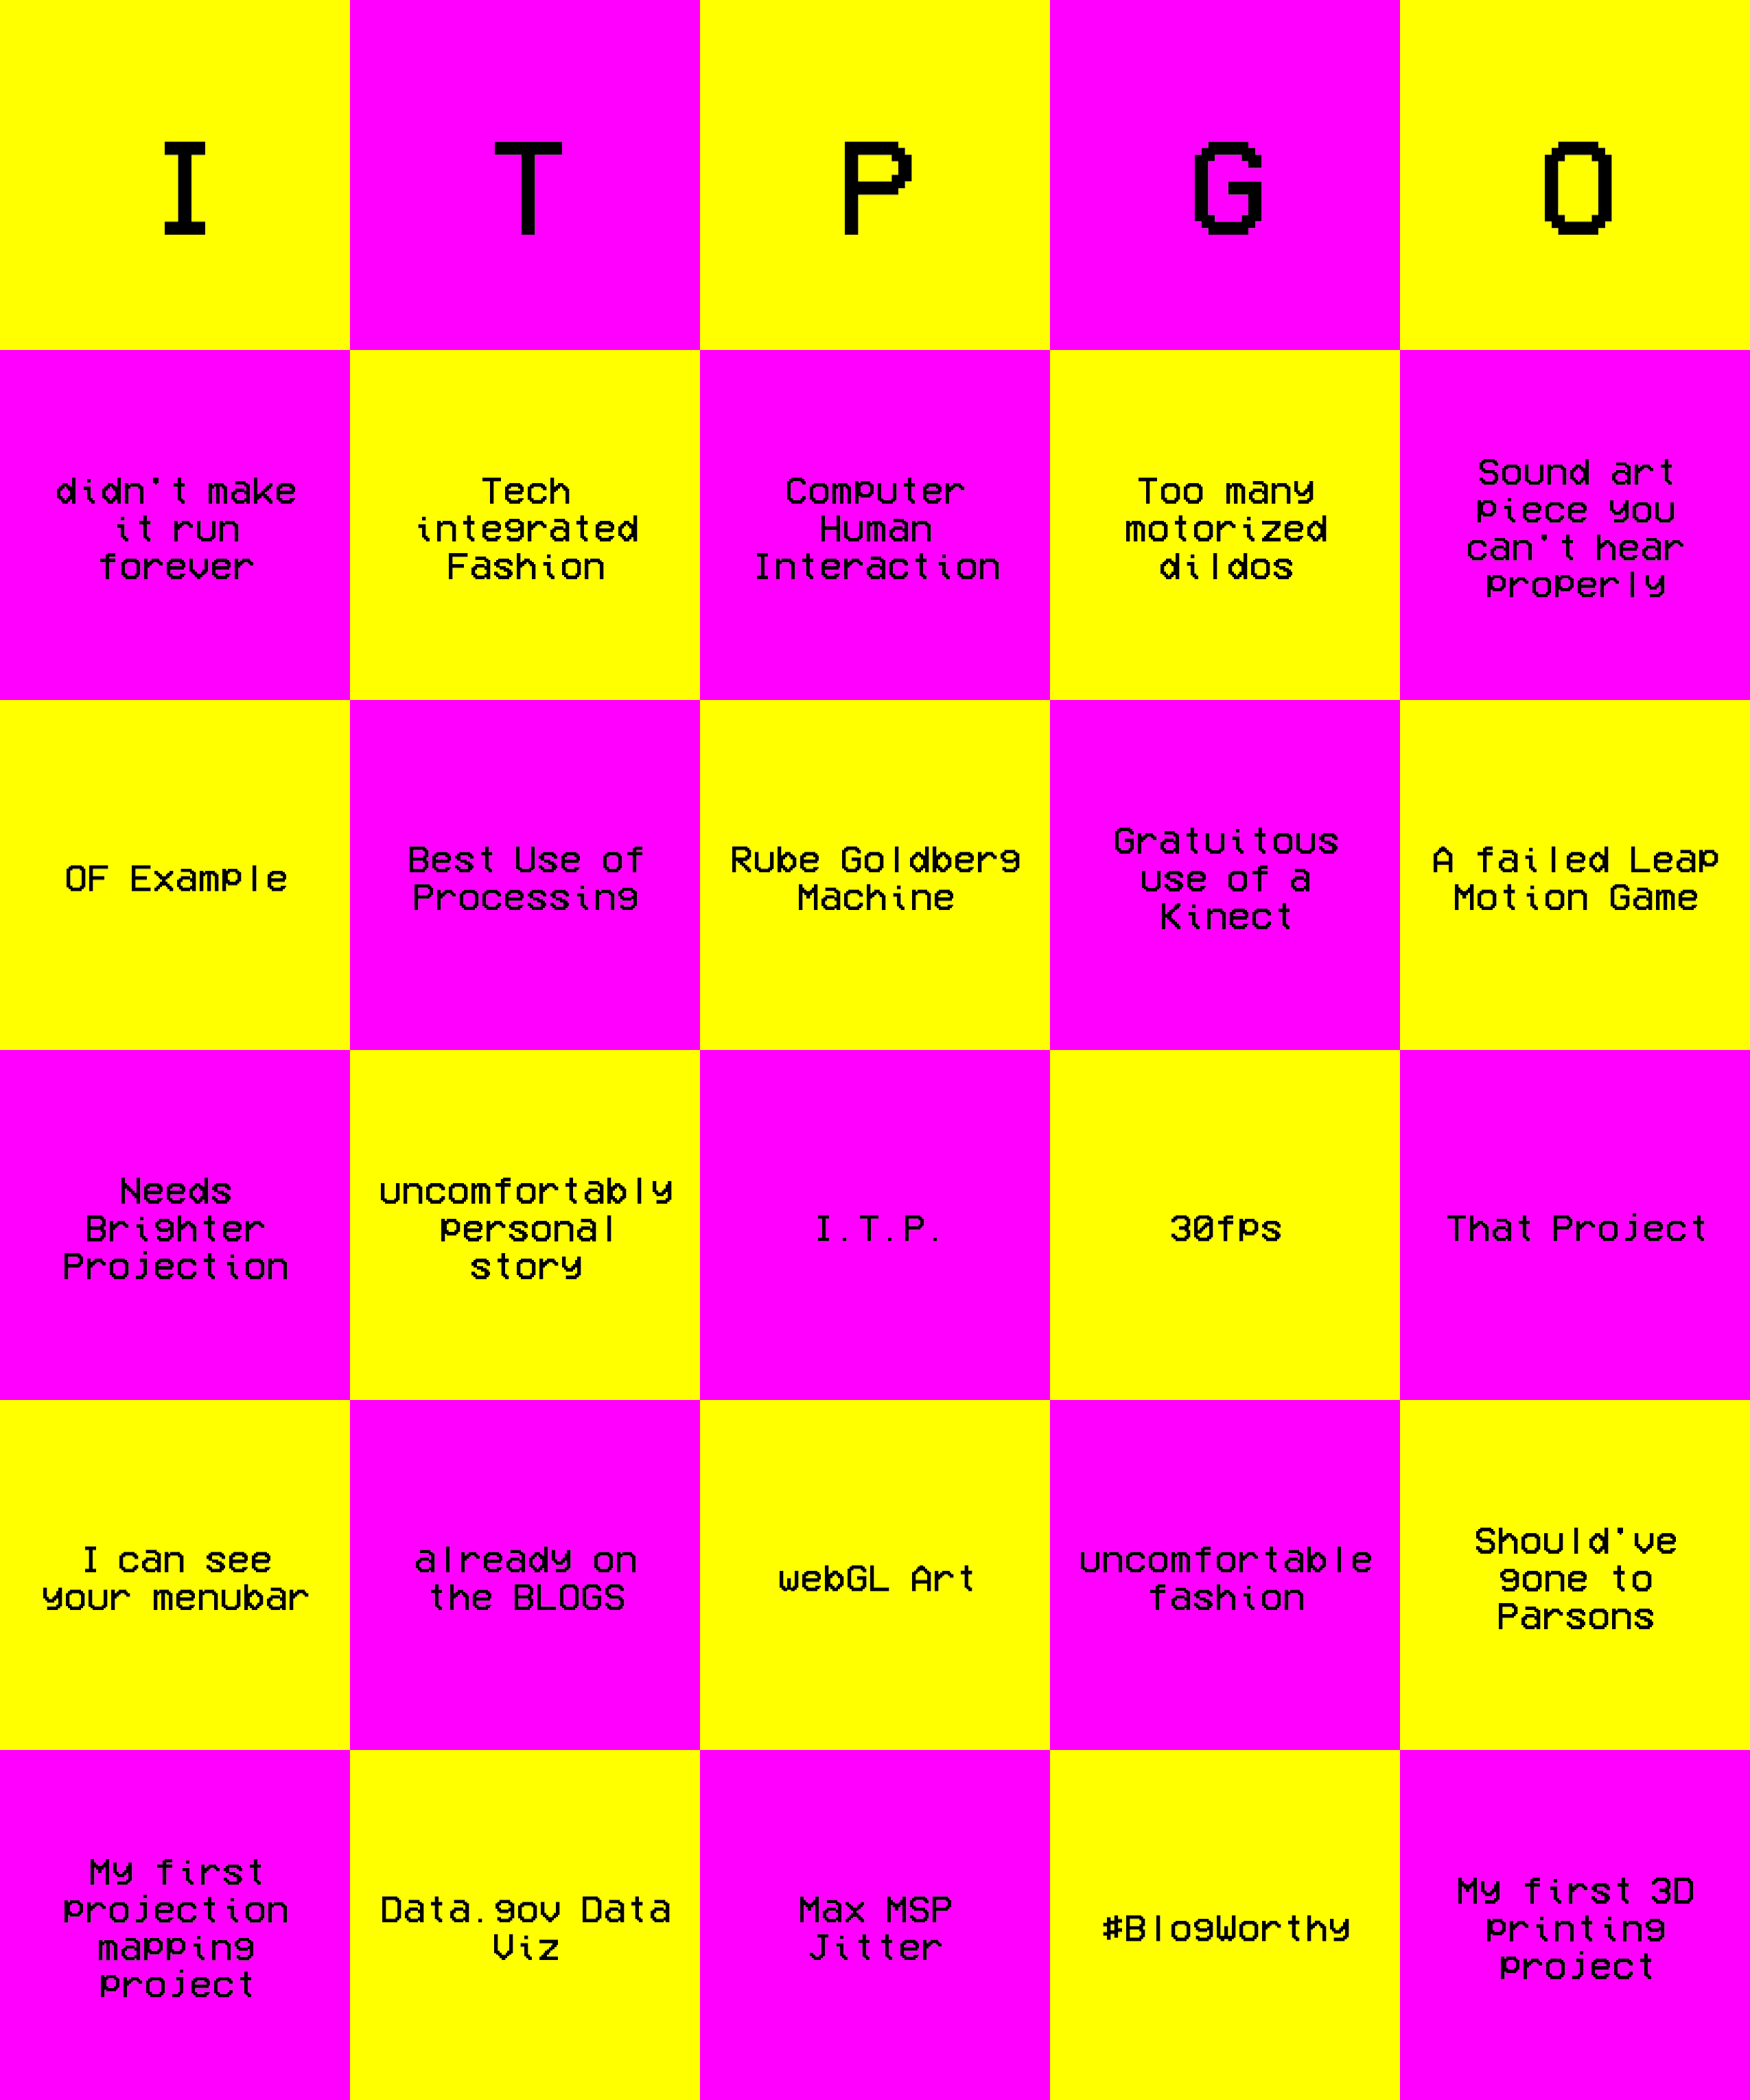 I
T
P
G
O
didn't make
it run
forever
Tech
integrated
Fashion
Computer
Human
Interaction
Too many
motorized
dildos
Sound art
piece you
can't hear
properly
OF Example
Best Use of
Processing
Rube Goldberg
Machine
Gratuitous
use of a
Kinect
A failed Leap
Motion Game
Needs
Brighter
Projection
uncomfortably
personal
story
I.T.P.
30fps
That Project
I can see
your menubar
already on
the BLOGS
webGL Art
uncomfortable
fashion
Should've
gone to
Parsons
My first
projection
mapping
project
Data.gov Data
Viz
Max MSP
Jitter
#BlogWorthy
My first 3D
printing
project